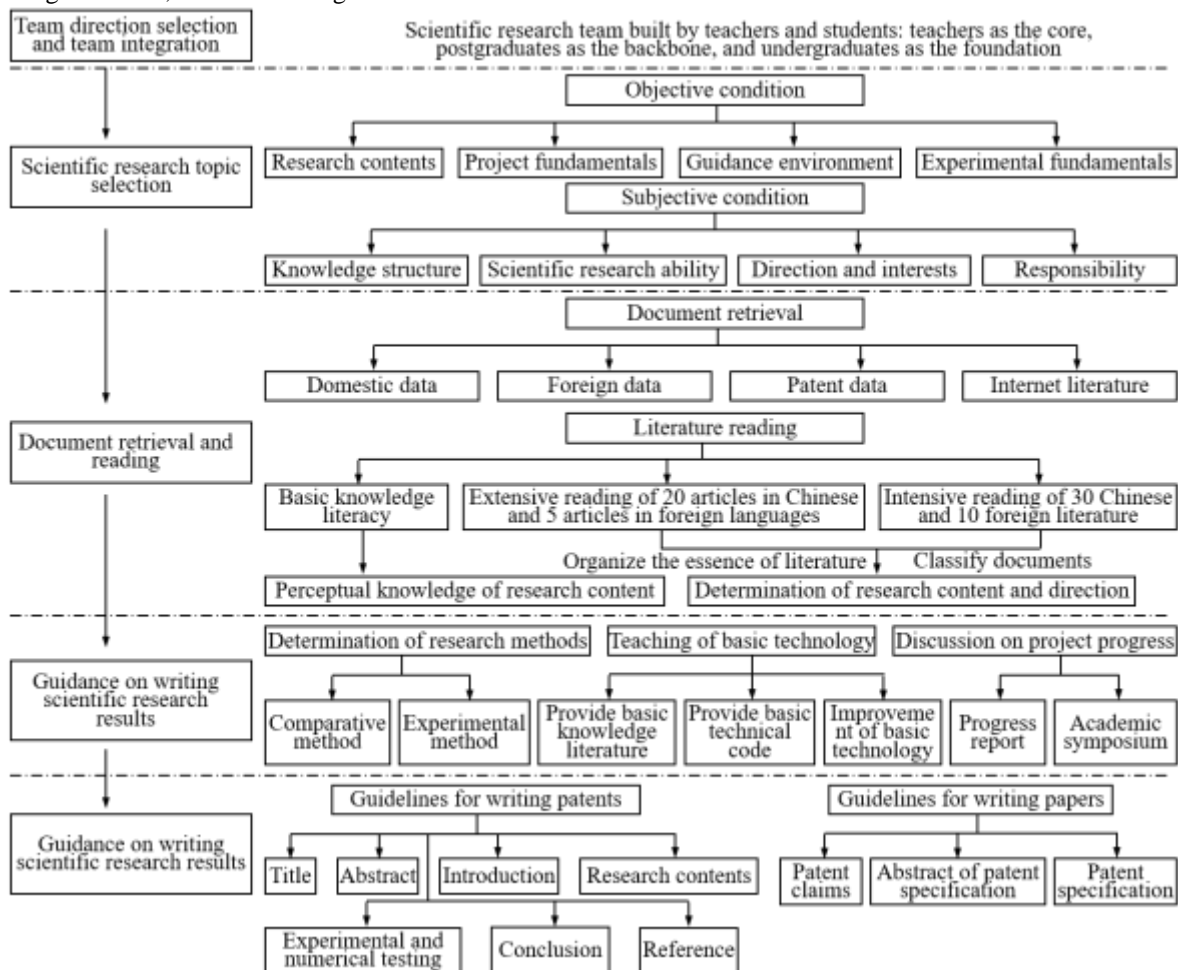 Team direction selection
and team integration
Scientific research team built by teachers and students: teachers as the core,
postgraduates as the backbone, and undergraduates as the foundation
Objective condition
Research contents
Project fundamentals
Guidance environment
Experimental fundamentals
Scientific research topic
selection
Subjective condition
Knowledge structure
Scientific research ability
Direction and interests
Responsibility
Document retrieval
Domestic data
Foreign data
Patent data
Internet literature
Document retrieval and
reading
Literature reading
Basic knowledge
literacy
Extensive reading of 20 articles in Chinese
and 5 articles in foreign languages
Intensive reading of 30 Chinese
and 10 foreign literature
Organize the essence of literature
Classify documents
Perceptual knowledge of research content
Determination of research content and direction
Determination of research methods
Teaching of basic technology
Discussion on project progress
Guidance on writing
scientific research
results
Comparative
method
Experimental
method
Provide basic
knowledge
literature
Provide basic
technical
code
Improveme
nt of basic
technology
Progress
report
Academic
symposium
Guidelines for writing patents
Guidelines for writing papers
Guidance on writing
scientific research results
Title
Abstract
Introduction
Research contents
Patent
claims
Abstract of patent
specification
Patent
specification
Experimental and
numerical testing
Conclusion
Reference